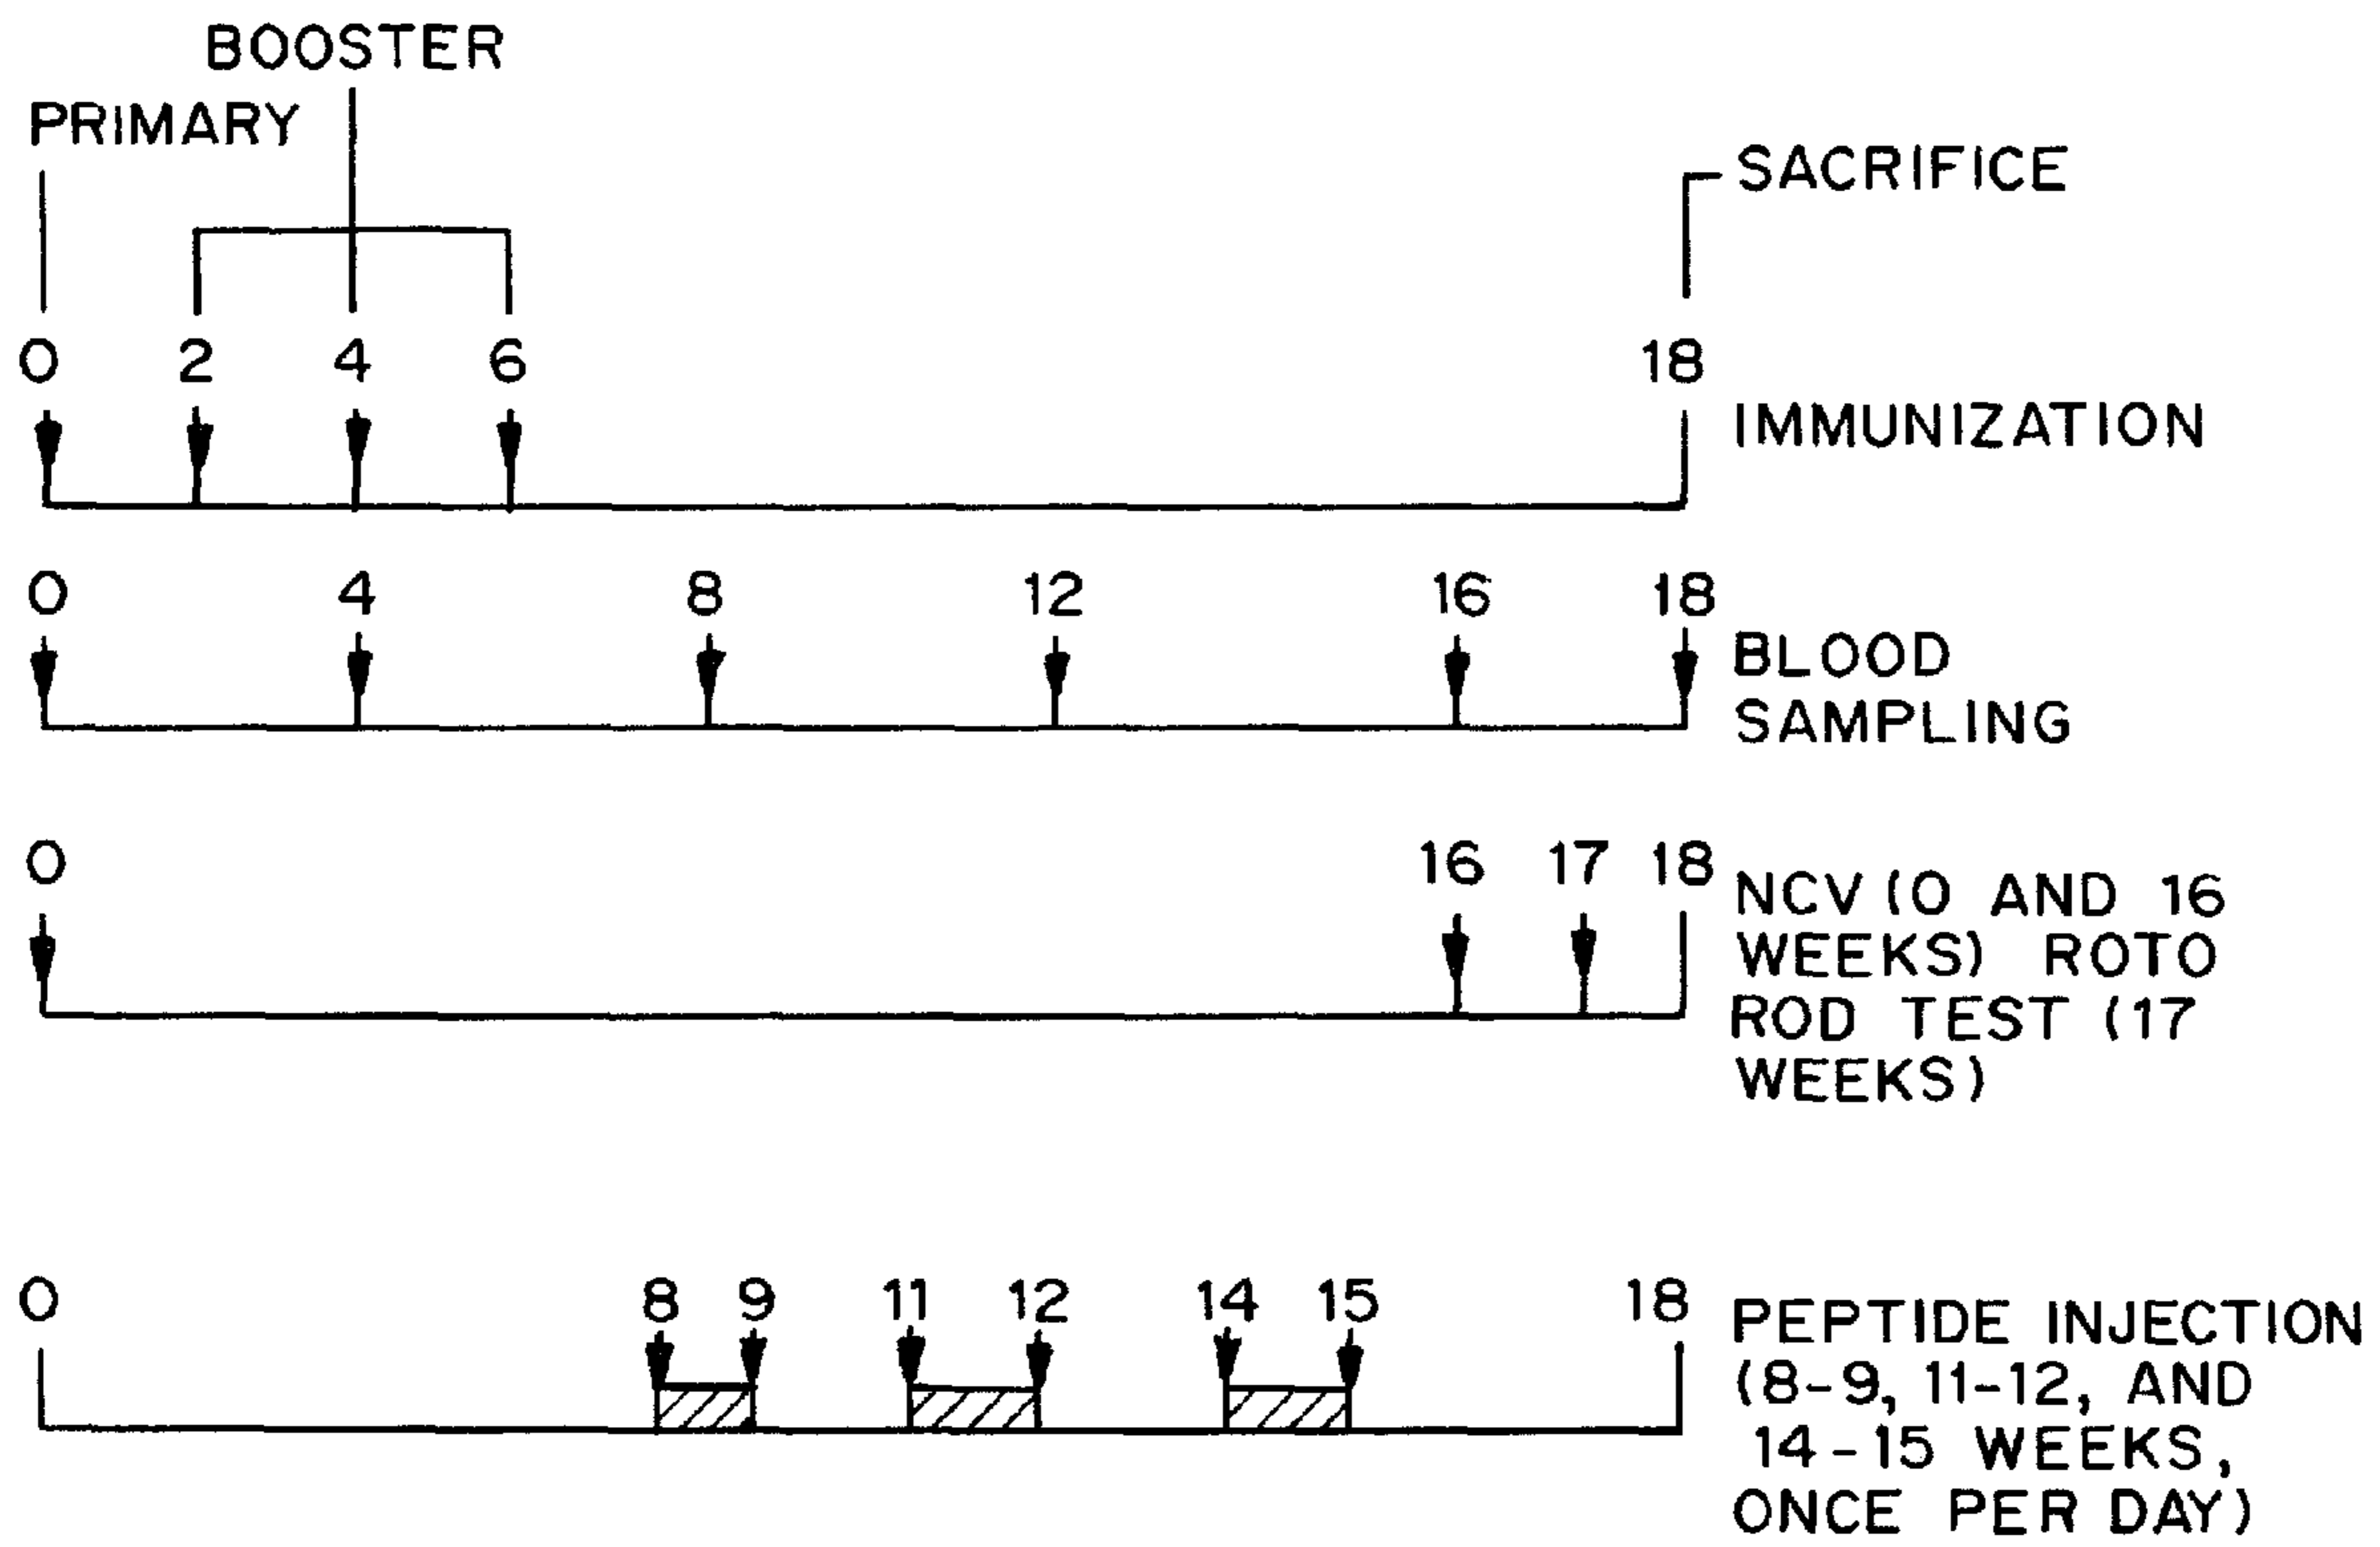 BOOSTER
PRIMARY
SACRIFICE
0 2 4 6 18
IMMUNIZATION
0 4 8 12 16 18
BLOOD
SAMPLING
0 16 17 18
NCV (0 AND 16
WEEKS) ROTO
ROD TEST (17
WEEKS)
0 8 9 11 12 14 15 18
PEPTIDE INJECTION
(8-9, 11-12, AND
14-15 WEEKS,
ONCE PER DAY)